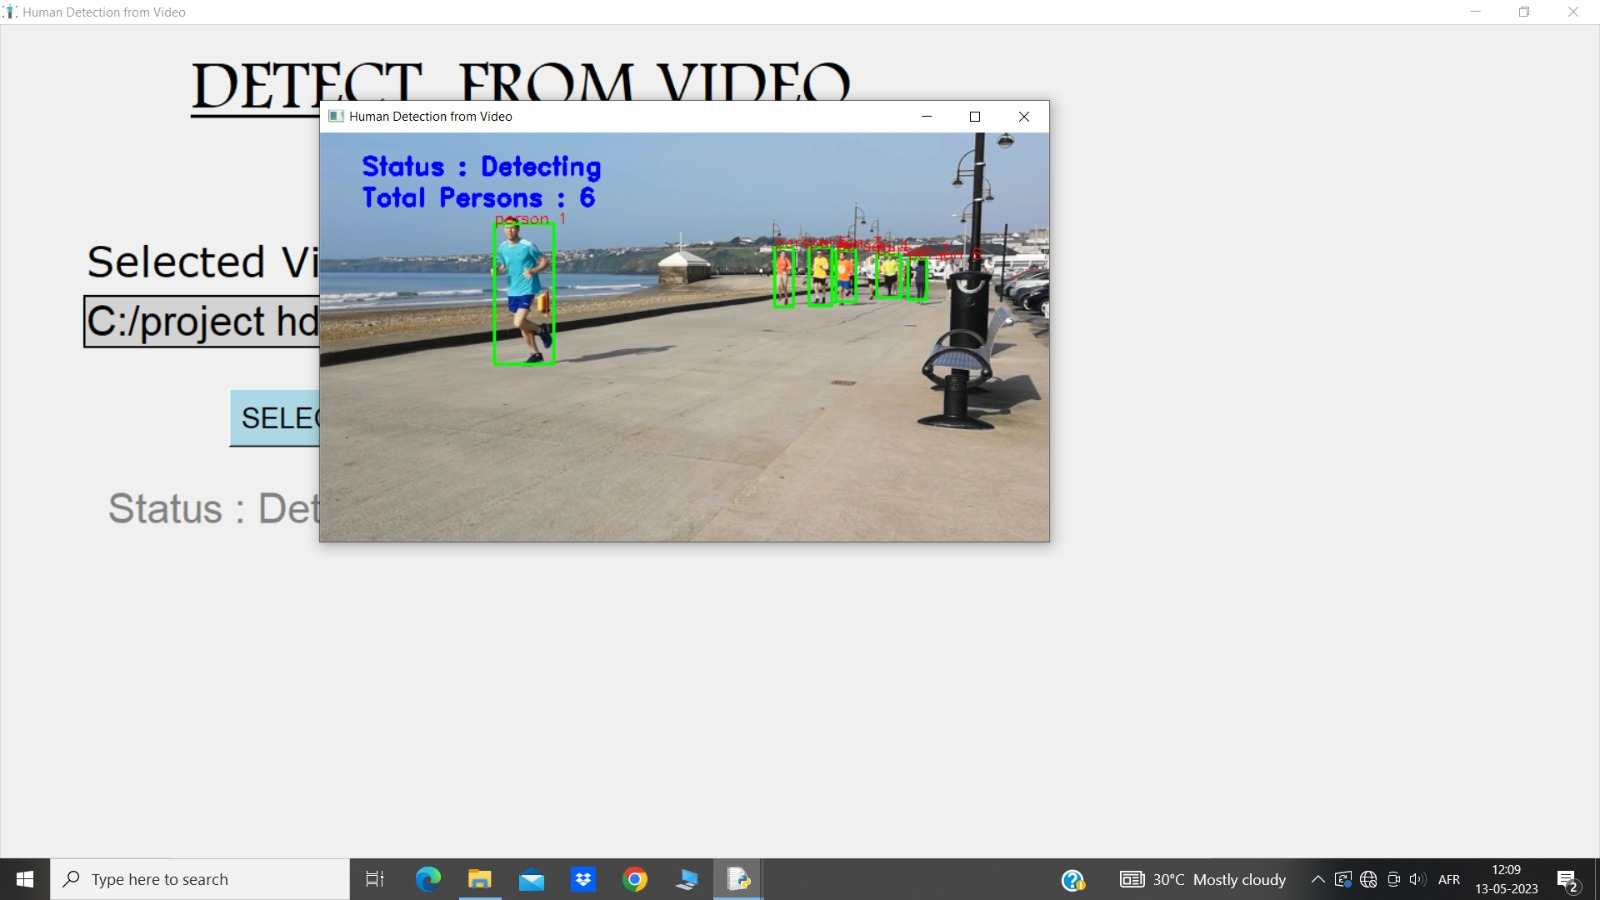 Human Detection from Video
DETECT FROM VIDEO
Human Detection from Video
Status : Detecting
Total Persons : 6
person 1
Selected Vi
C:/project hd
SELEC
Status : Det
Type here to search
30°C Mostly cloudy
AFR
12:09
13-05-2023
2